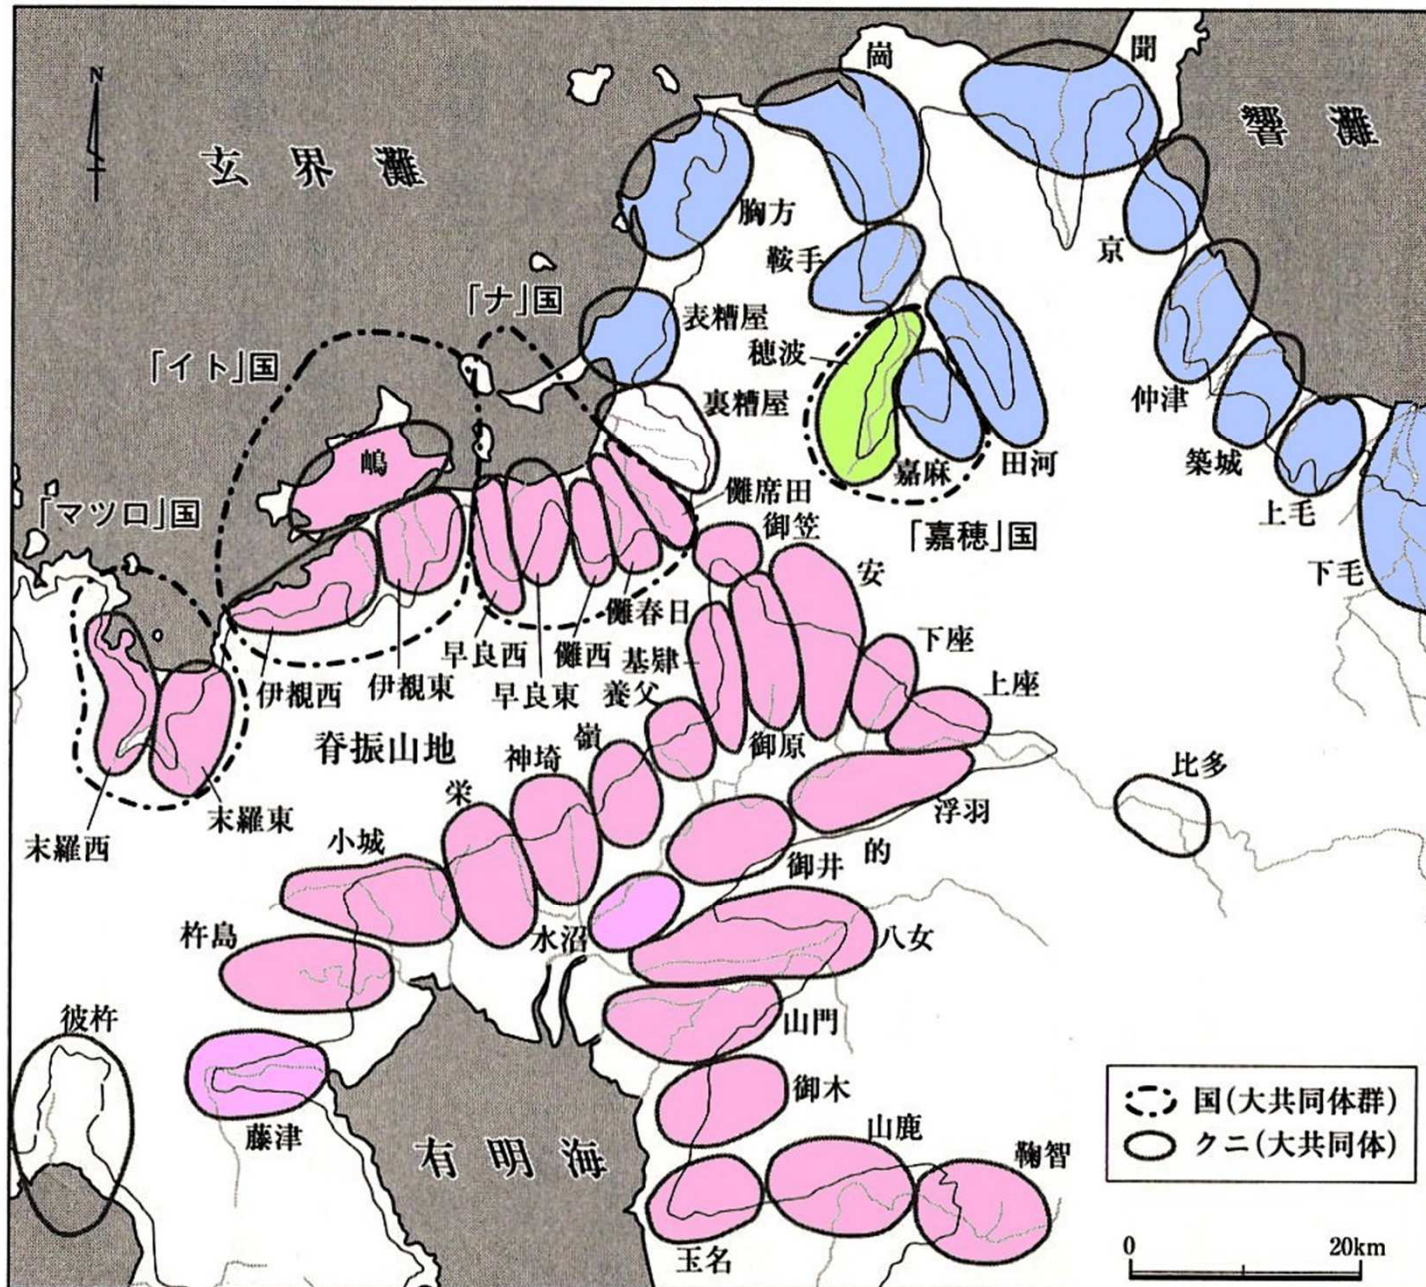 N
玄界灘
響灘
有明海
脊振山地
崗
聞
胸方
鞍手
京
「ナ」国
表糟屋
穂波
「イト」国
裏糟屋
仲津
嶋
嘉麻
田河
築城
「マツロ」国
儺席田
御笠
「嘉穂」国
上毛
安
下毛
儺春日
早良西
儺西
基肄
下座
伊覩西
伊覩東
早良東
養父
上座
嶺
御原
神埼
比多
栄
末羅東
浮羽
末羅西
小城
的
御井
杵島
水沼
八女
彼杵
山門
御木
藤津
山鹿
鞠智
玉名
国(大共同体群)
クニ(大共同体)
0
20km